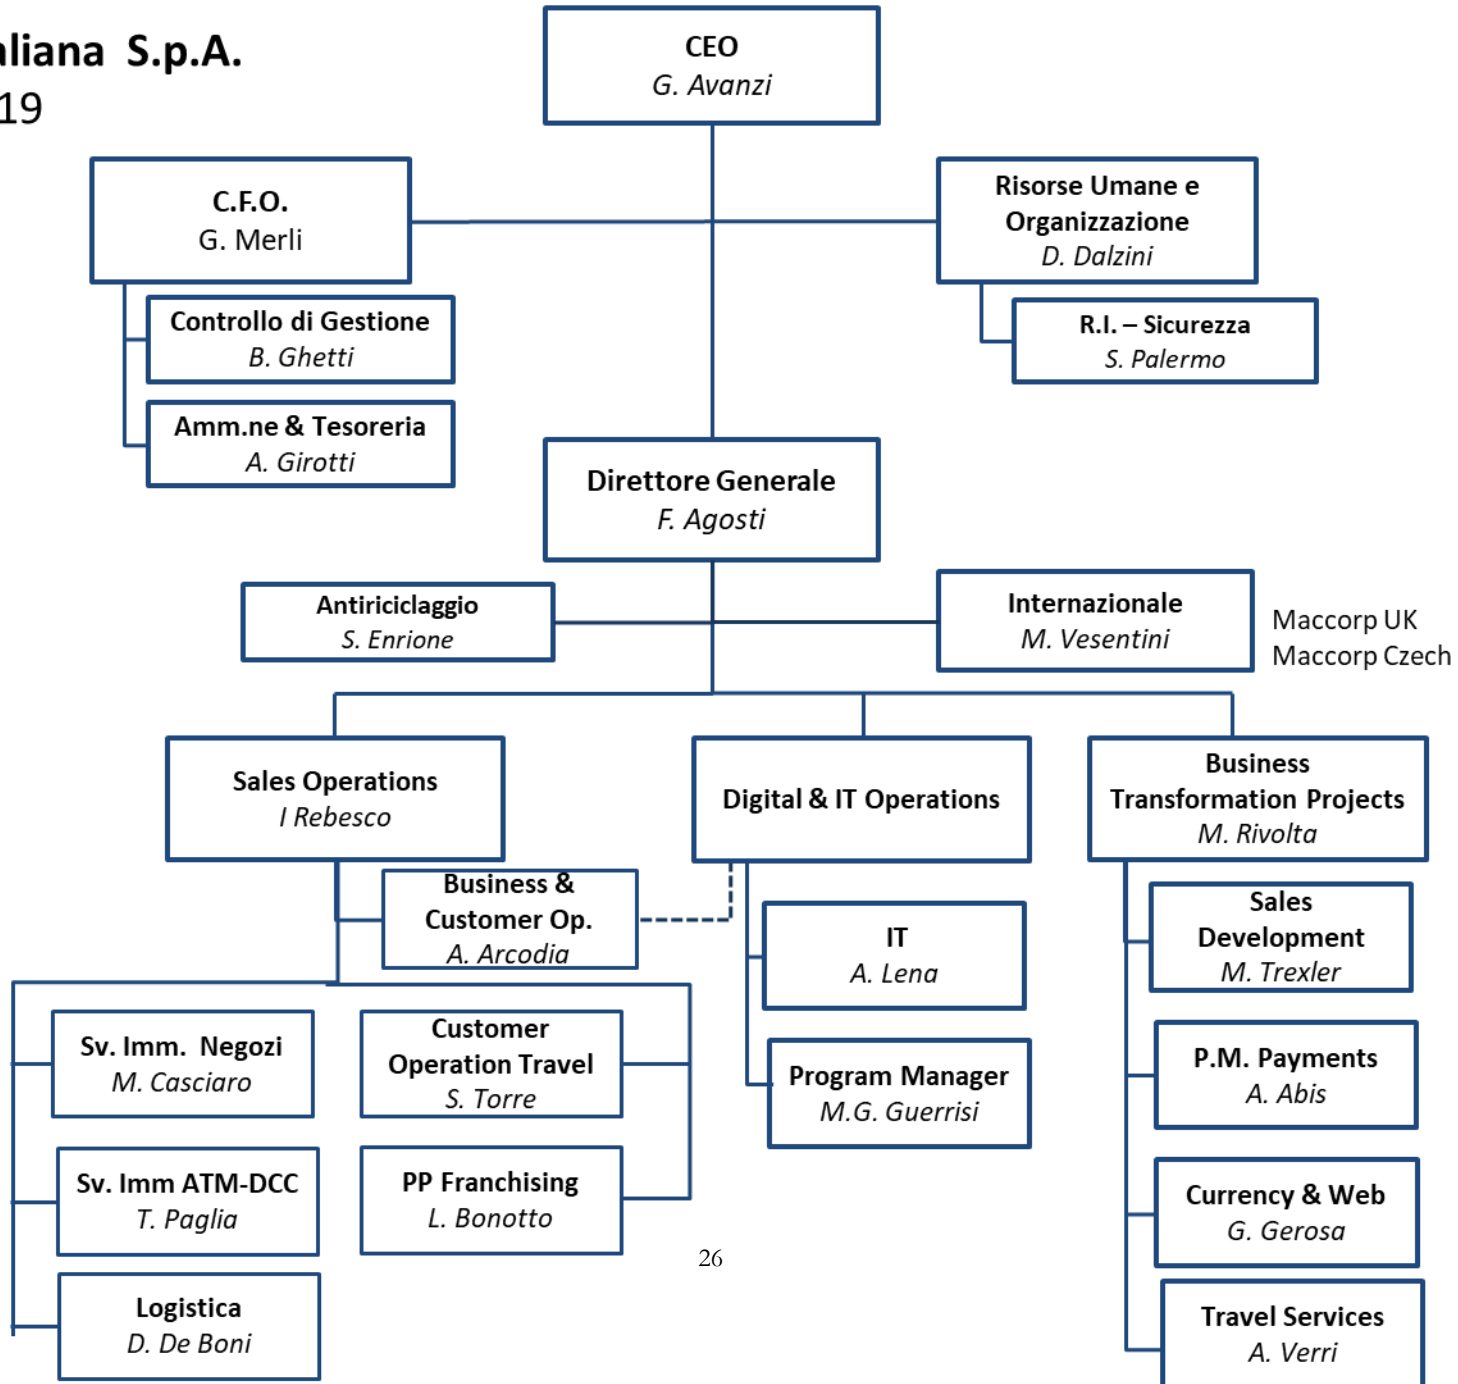 S.p.A.
19
CEO
G. Avanzi
C.F.O.
G. Merli
Risorse Umane e
Organizzazione
D. Dalzini
Controllo di Gestione
B. Ghetti
R.I. – Sicurezza
S. Palermo
Amm.ne & Tesoreria
A. Girotti
Direttore Generale
F. Agosti
Antiriciclaggio
S. Enrione
Internazionale
M. Vesentini
Maccorp UK
Maccorp Czech
Sales Operations
I Rebesco
Digital & IT Operations
Business
Transformation Projects
M. Rivolta
Business &
Customer Op.
A. Arcodia
IT
A. Lena
Sales
Development
M. Trexler
Sv. Imm. Negozi
M. Casciaro
Customer
Operation Travel
S. Torre
Program Manager
M.G. Guerrisi
P.M. Payments
A. Abis
Sv. Imm ATM-DCC
T. Paglia
PP Franchising
L. Bonotto
Currency & Web
G. Gerosa
26
Logistica
D. De Boni
Travel Services
A. Verri